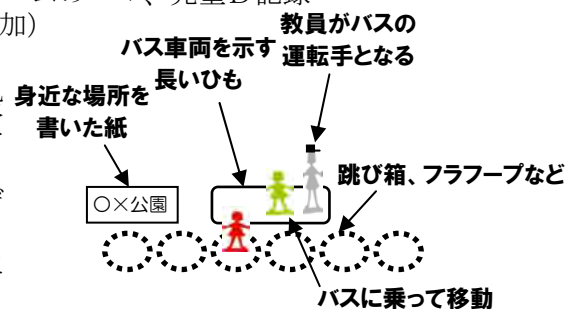 加)
教員がバスの
運転手となる
バス車両を示す
長いひも
身近な場所を
書いた紙
跳び箱、フラフープなど
○×公園
バスに乗って移動